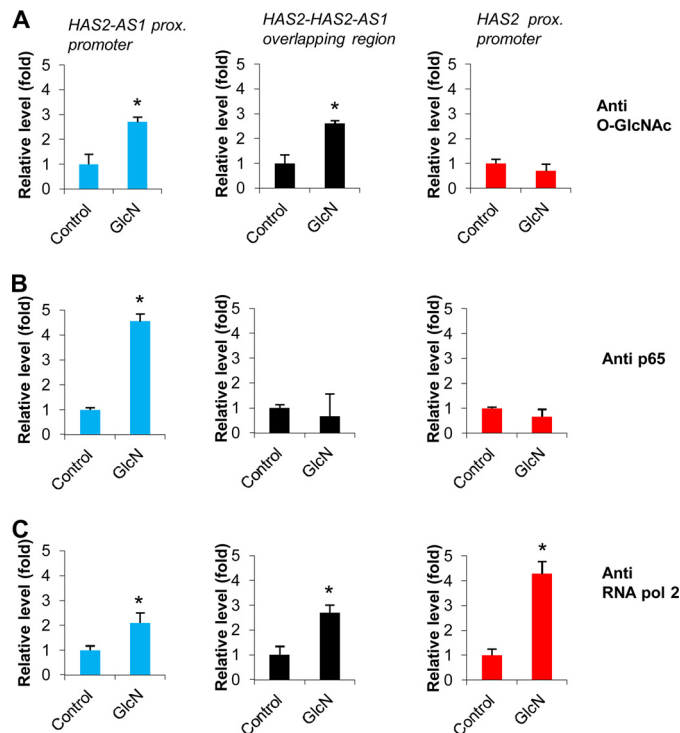 A
HAS2-AS1 prox.
promoter
HAS2-HAS2-AS1
overlapping region
HAS2 prox.
promoter
Relative level (fold)
5
4
3
2
1
0
*
Control
GlcN
Relative level (fold)
5
4
3
2
1
0
*
Control
GlcN
Relative level (fold)
5
4
3
2
1
0
Control
GlcN
Anti
O-GlcNAc
B
Relative level (fold)
5
4
3
2
1
0
*
Control
GlcN
Relative level (fold)
5
4
3
2
1
0
Control
GlcN
Relative level (fold)
5
4
3
2
1
0
Control
GlcN
Anti p65
C
Relative level (fold)
5
4
3
2
1
0
*
Control
GlcN
Relative level (fold)
5
4
3
2
1
0
*
Control
GlcN
Relative level (fold)
5
4
3
2
1
0
*
Control
GlcN
Anti
RNA pol 2